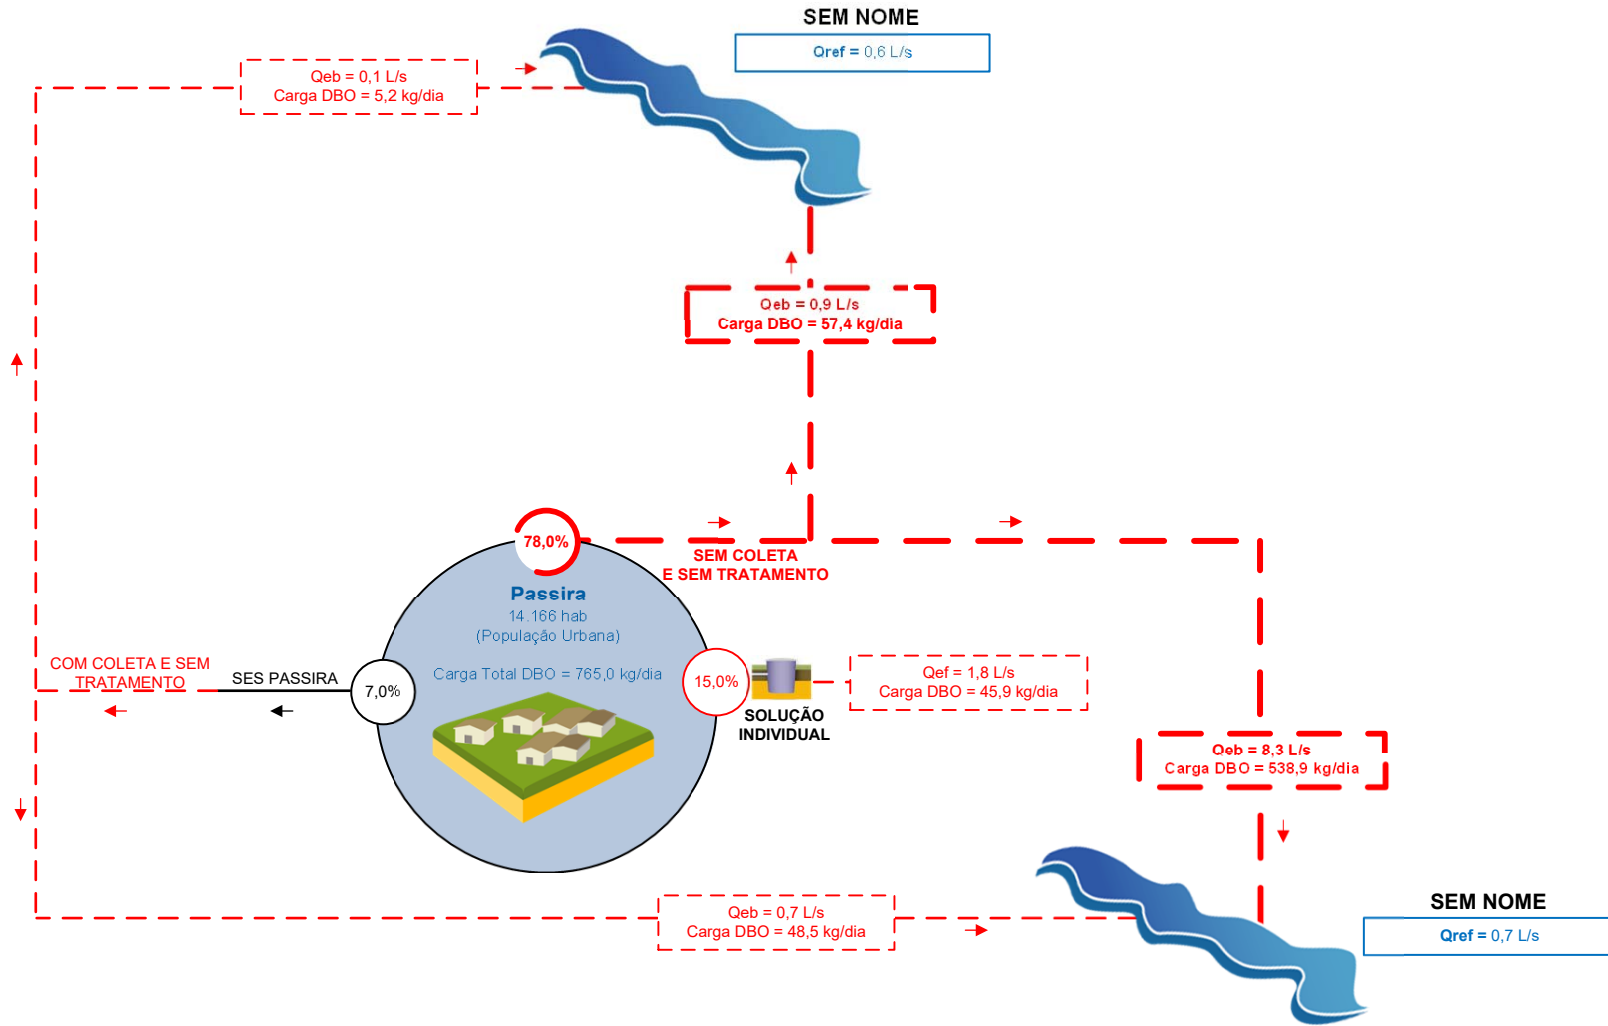 SEM NOME
Qref = 0,6 L/s
Qeb = 0,1 L/s
Carga DBO = 5,2 kg/dia
Qeb = 0,9 L/s
Carga DBO = 57,4 kg/dia
78,0%
SEM COLETA
E SEM TRATAMENTO
Passira
14.166 hab
(População Urbana)
Carga Total DBO = 765,0 kg/dia
COM COLETA E SEM
TRATAMENTO
SES PASSIRA
7,0%
15,0%
SOLUÇÃO
INDIVIDUAL
Qef = 1,8 L/s
Carga DBO = 45,9 kg/dia
Qeb = 8,3 L/s
Carga DBO = 538,9 kg/dia
Qeb = 0,7 L/s
Carga DBO = 48,5 kg/dia
SEM NOME
Qref = 0,7 L/s